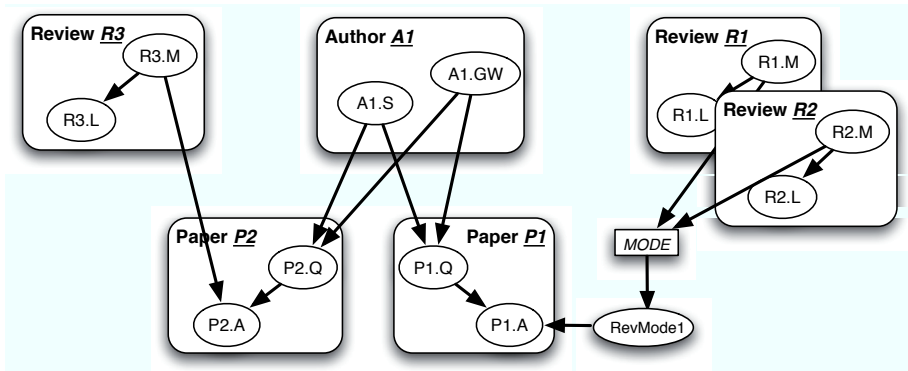 Review R3
R3.M
R3.L
Author A1
A1.GW
A1.S
Review R1
R1.M
R1.L
Review R2
R2.M
R2.L
Paper P2
P2.Q
P2.A
Paper P1
P1.Q
P1.A
MODE
RevMode1